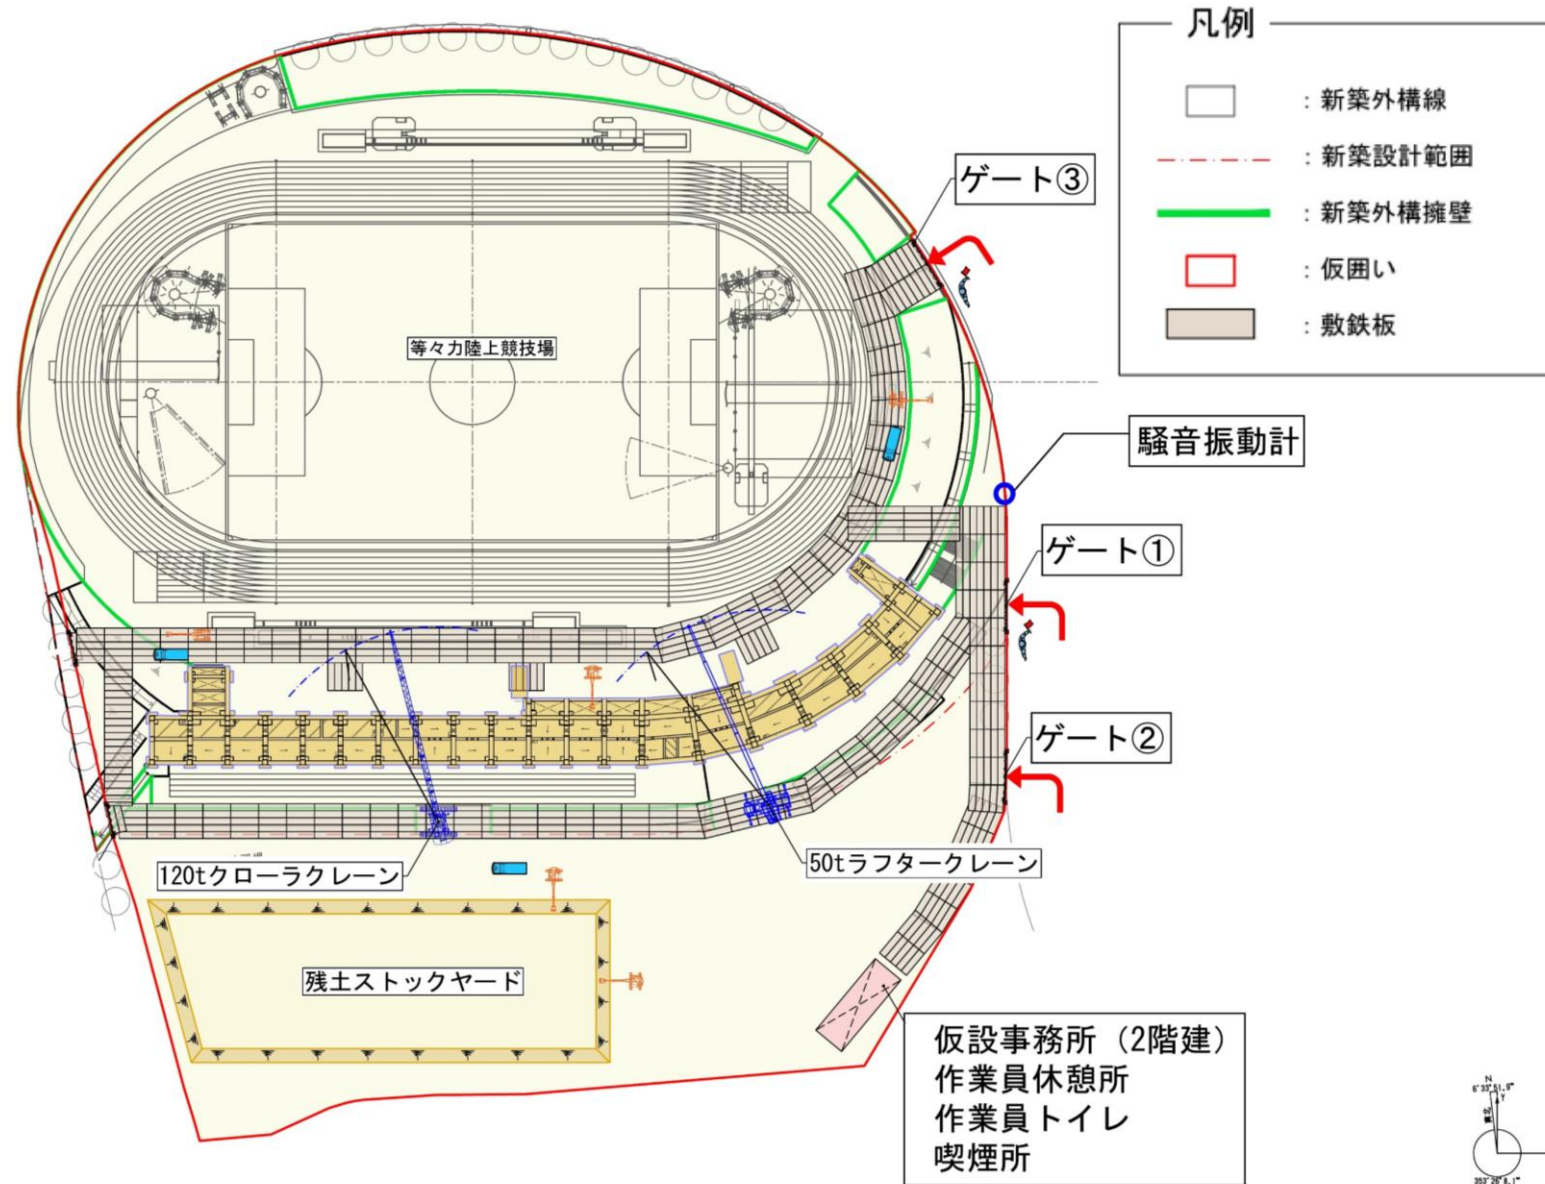 凡例
：新築外構線
：新築設計範囲
：新築外構擁壁
：仮囲い
：敷鉄板
ゲート③
等々力陸上競技場
騒音振動計
ゲート①
ゲート②
120tクローラクレーン
50tラフタークレーン
残土ストックヤード
仮設事務所（2階建）
作業員休憩所
作業員トイレ
喫煙所
N
Y